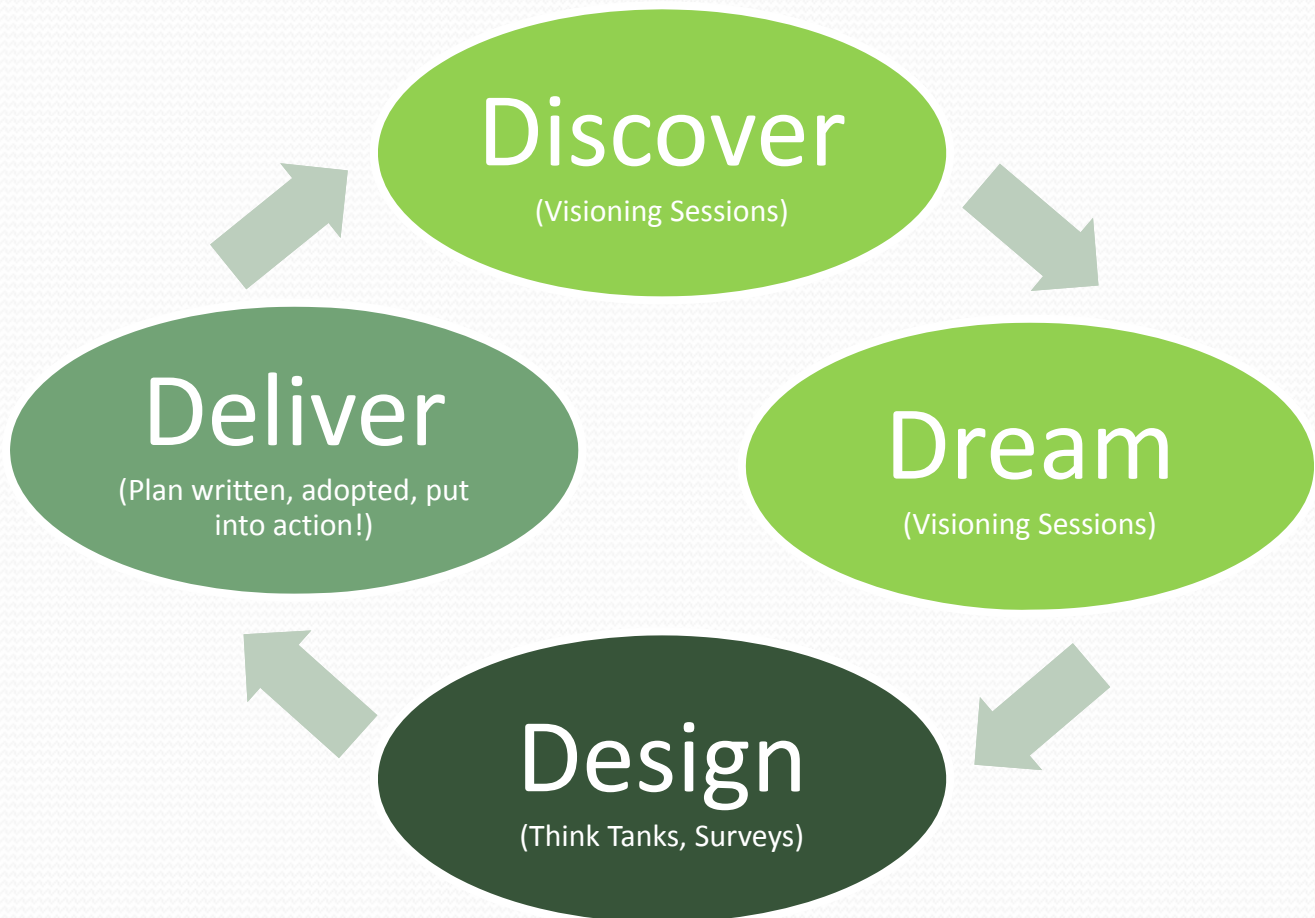 Discover
(Visioning Sessions)
Dream
(Visioning Sessions)
Design
(Think Tanks, Surveys)
Deliver
(Plan written, adopted, put
into action!)